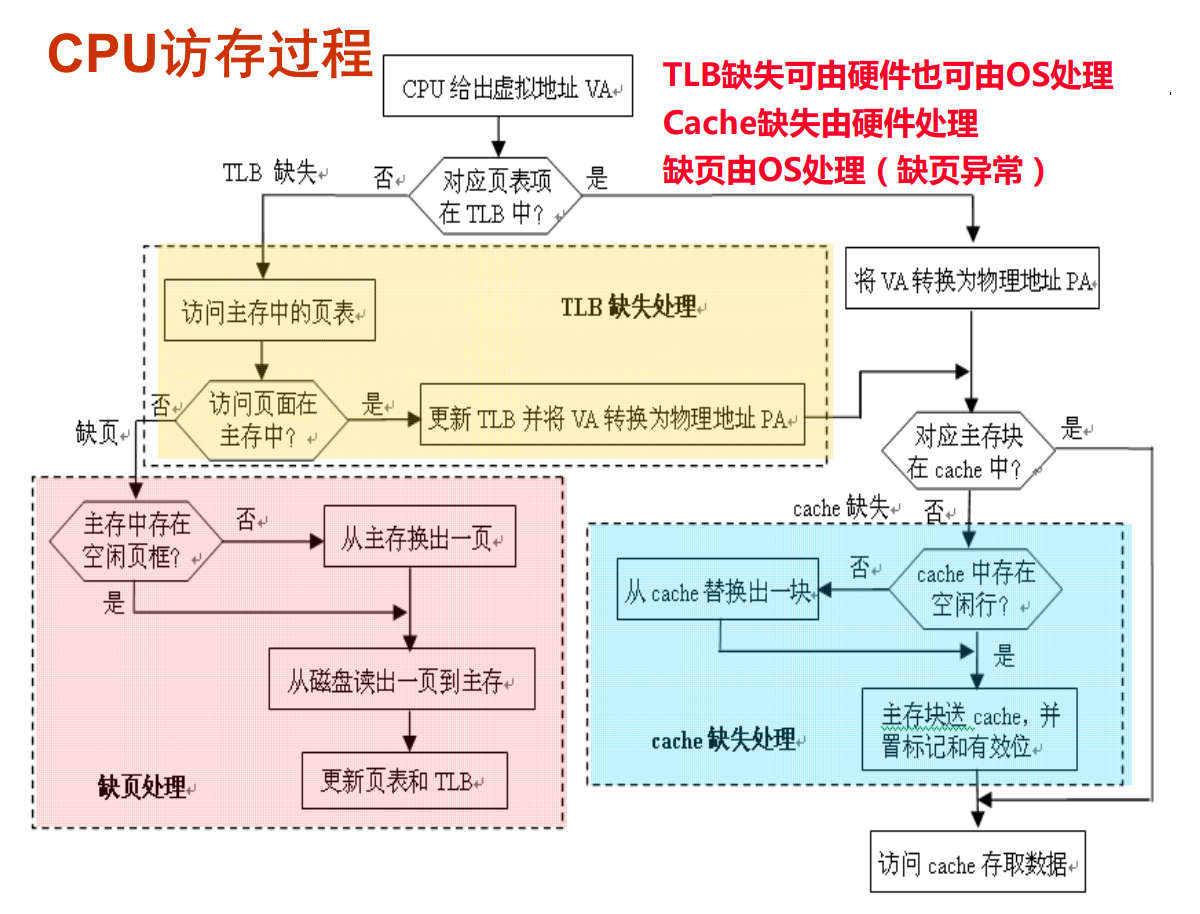 CPU访存过程
TLB缺失可由硬件也可由OS处理
Cache缺失由硬件处理
缺页由OS处理（缺页异常）
CPU 给出虚拟地址 VA
TLB 缺失
否
对应页表项
在 TLB 中？
是
访问主存中的页表
TLB 缺失处理
将 VA 转换为物理地址 PA
否
缺页
访问页面在
主存中？
是
更新 TLB 并将 VA 转换为物理地址 PA
对应主存块
在 cache 中？
是
主存中存在
空闲页框？
否
从主存换出一页
是
从磁盘读出一页到主存
更新页表和 TLB
缺页处理
cache 缺失
否
cache 中存在
空闲行？
否
从 cache 替换出一块
是
主存块送 cache，并
置标记和有效位
cache 缺失处理
访问 cache 存取数据